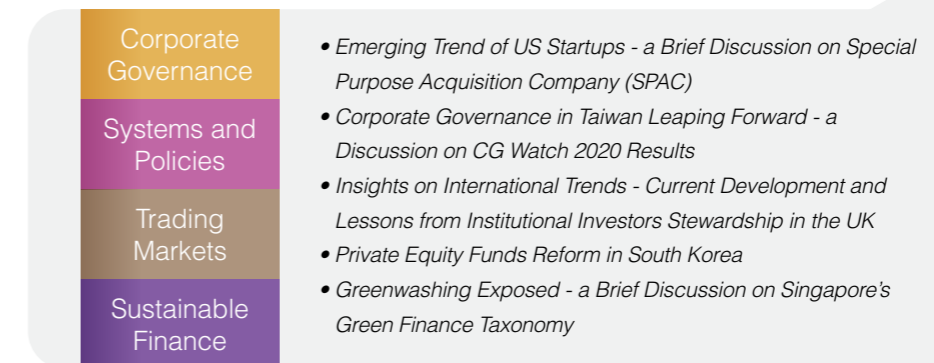 Corporate
Governance
Systems and
Policies
Trading
Markets
Sustainable
Finance
• Emerging Trend of US Startups - a Brief Discussion on Special
Purpose Acquisition Company (SPAC)
• Corporate Governance in Taiwan Leaping Forward - a
Discussion on CG Watch 2020 Results
• Insights on International Trends - Current Development and
Lessons from Institutional Investors Stewardship in the UK
• Private Equity Funds Reform in South Korea
• Greenwashing Exposed - a Brief Discussion on Singapore’s
Green Finance Taxonomy